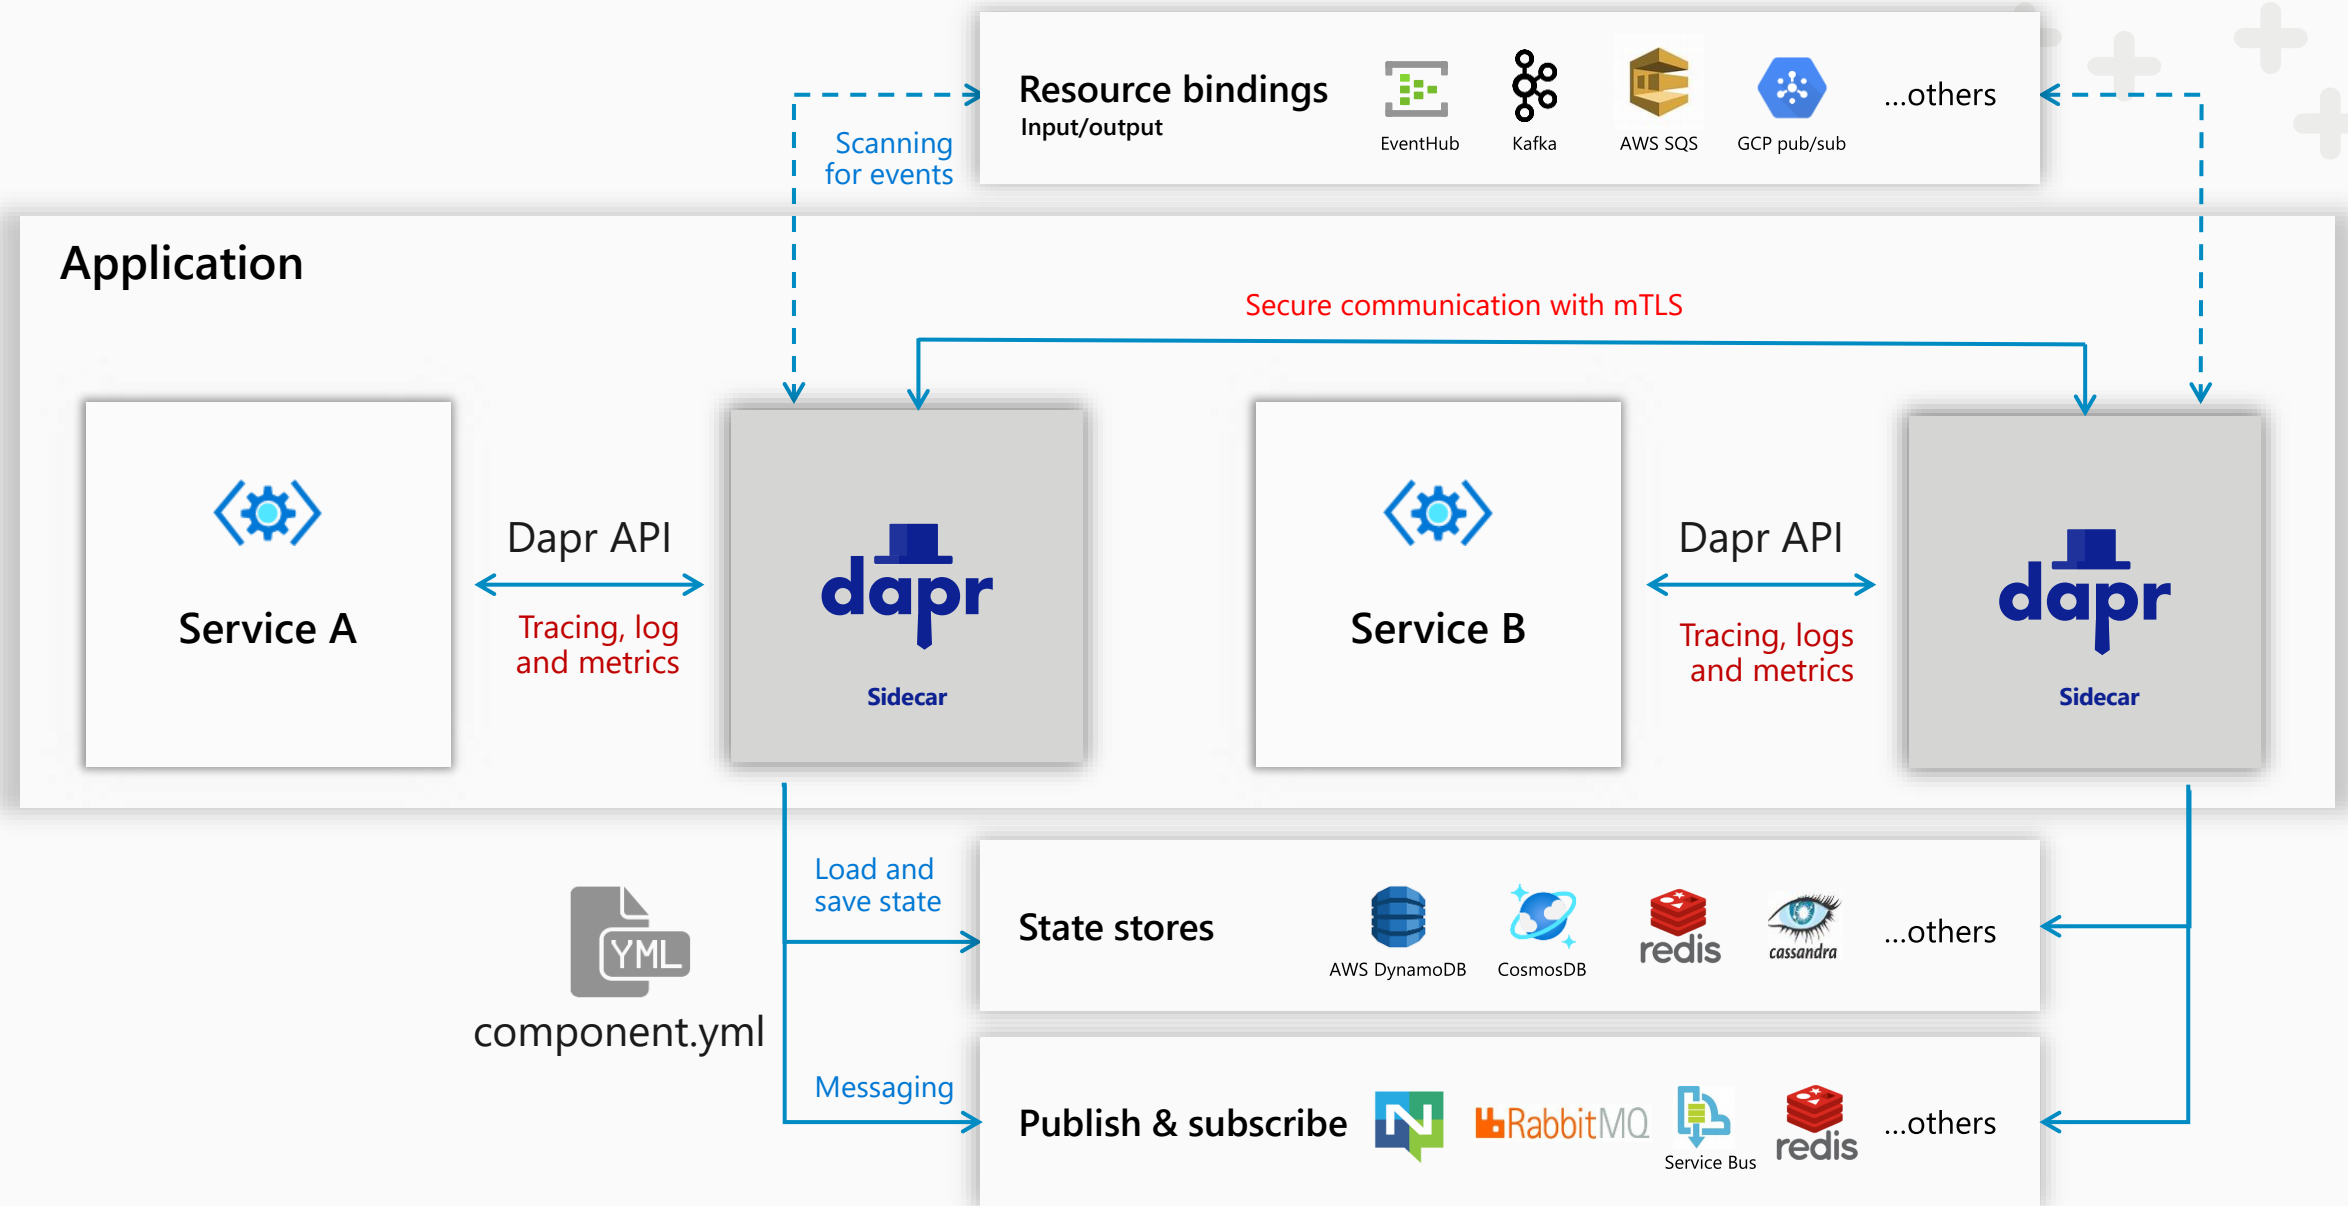 Resource bindings
Input/output
EventHub
Kafka
AWS SQS
GCP pub/sub
...others
Scanning
for events
Application
Secure communication with mTLS
Service A
Dapr API
Tracing, log
and metrics
dapr
Sidecar
Service B
Dapr API
Tracing, logs
and metrics
dapr
Sidecar
YML
component.yml
Load and
save state
State stores
AWS DynamoDB
CosmosDB
redis
cassandra
...others
Messaging
Publish & subscribe
N
RabbitMQ
Service Bus
redis
...others